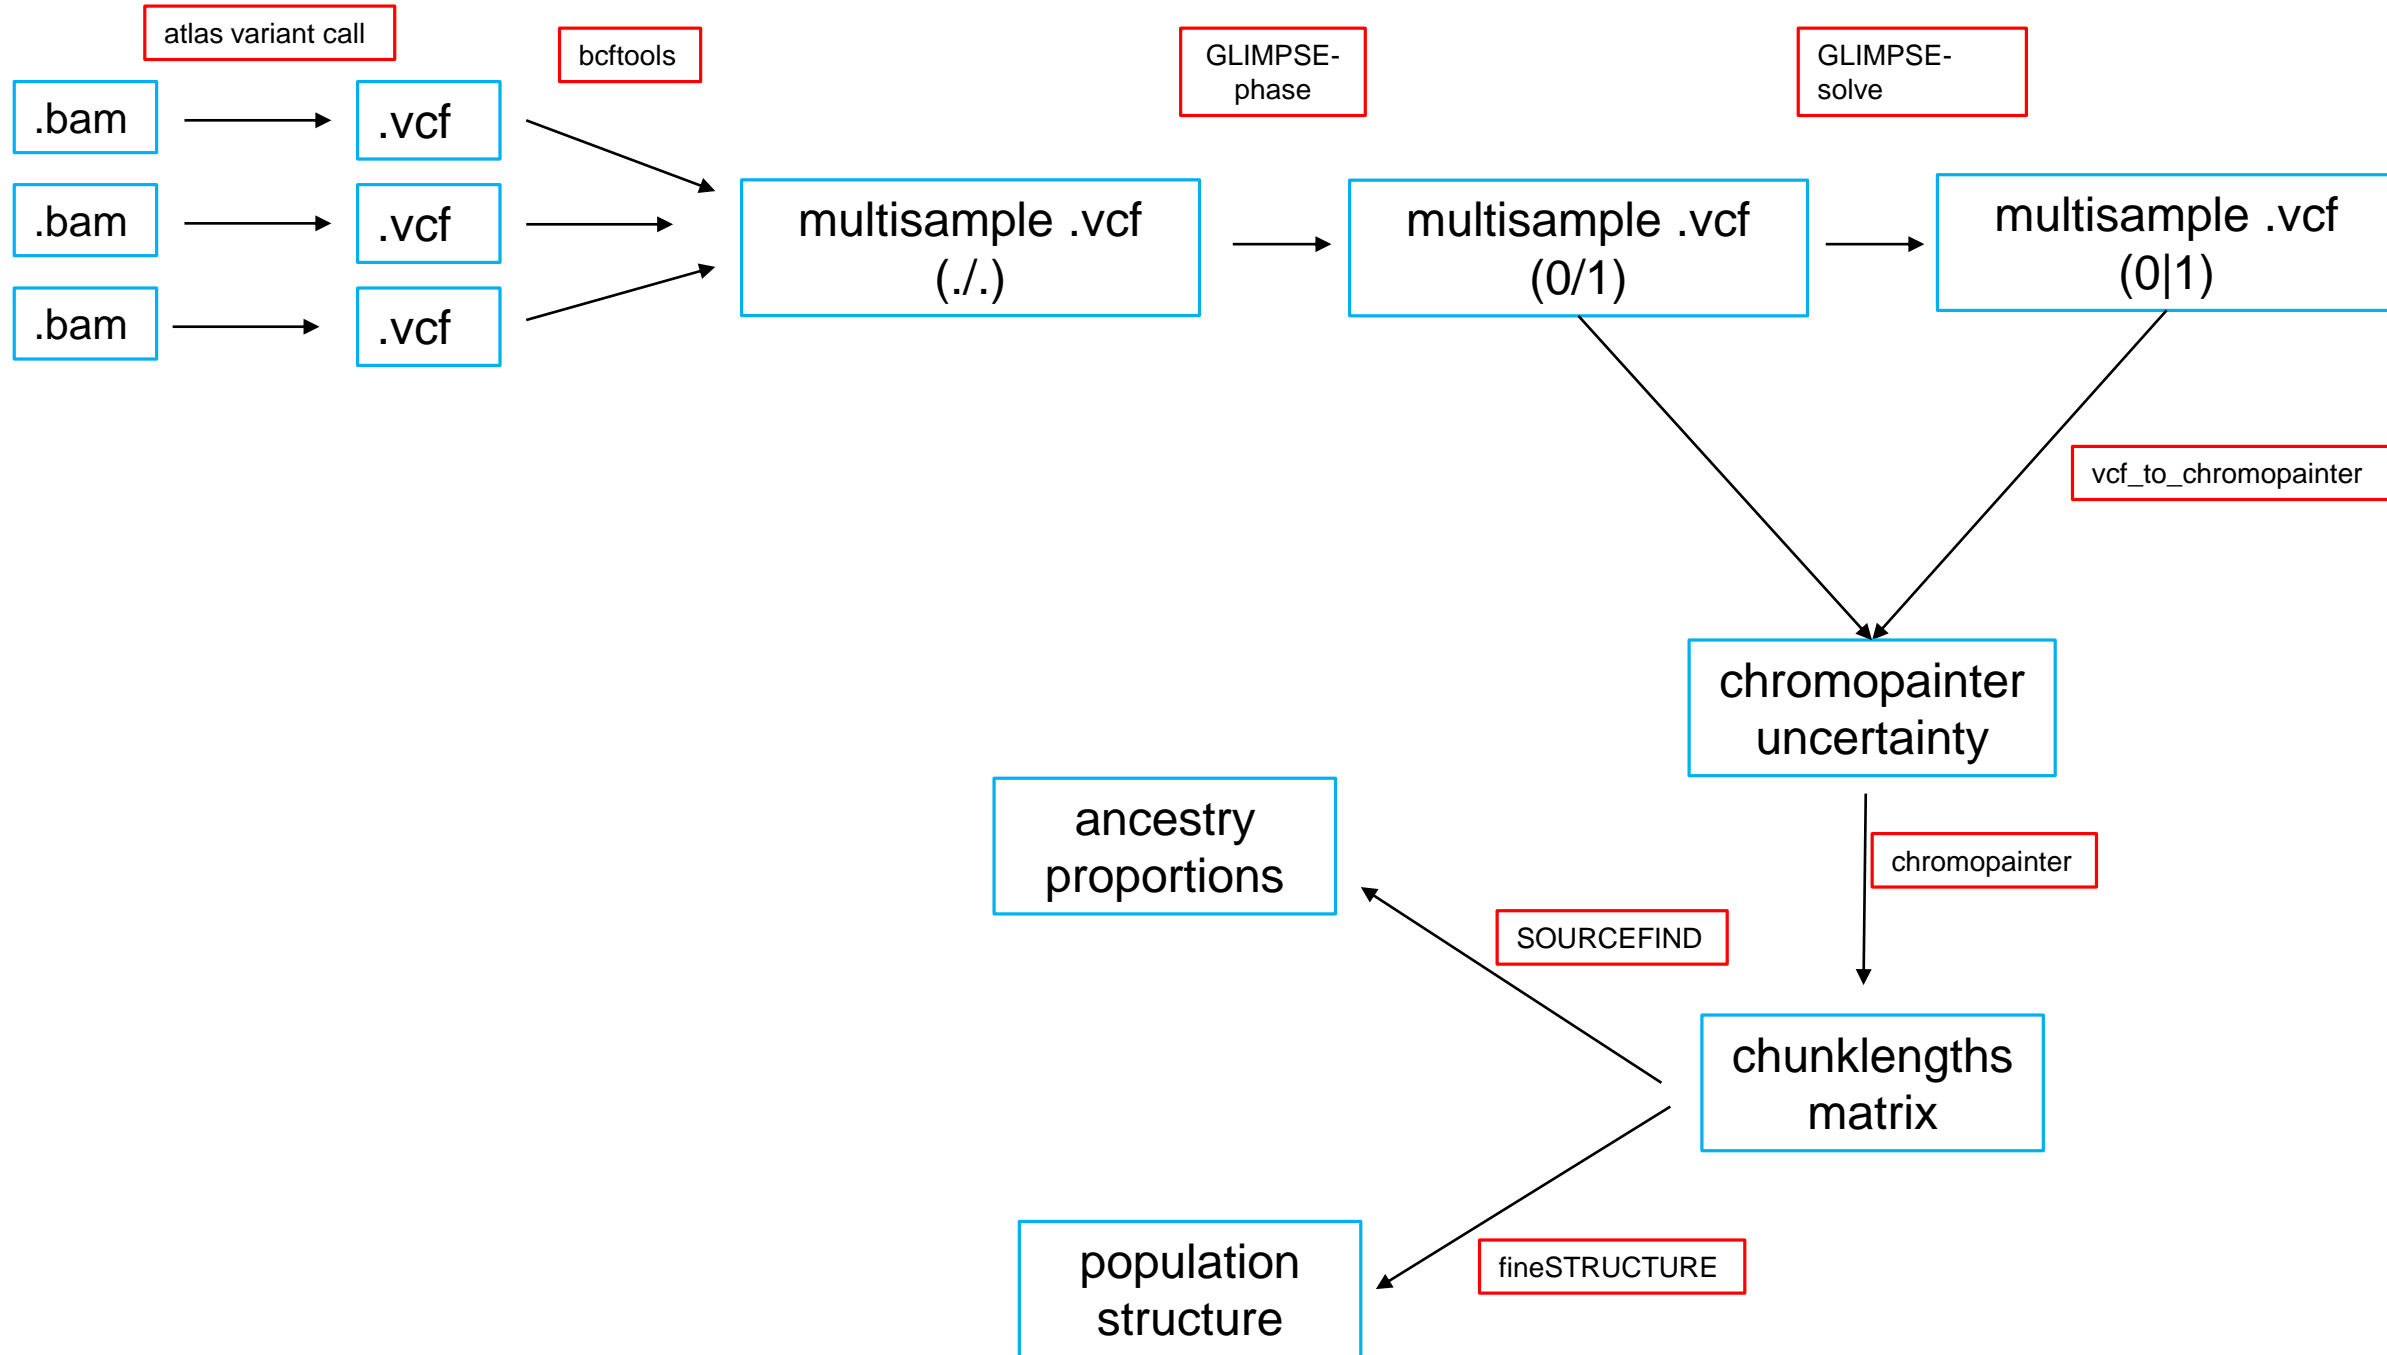 atlas variant call
bcftools
GLIMPSE-
phase
GLIMPSE-
solve
.bam
.vcf
.bam
.vcf
.bam
.vcf
multisample .vcf
(./.)
multisample .vcf
(0/1)
multisample .vcf
(0|1)
vcf_to_chromopainter
chromopainter
uncertainty
chromopainter
ancestry
proportions
SOURCEFIND
chunklengths
matrix
population
structure
fineSTRUCTURE